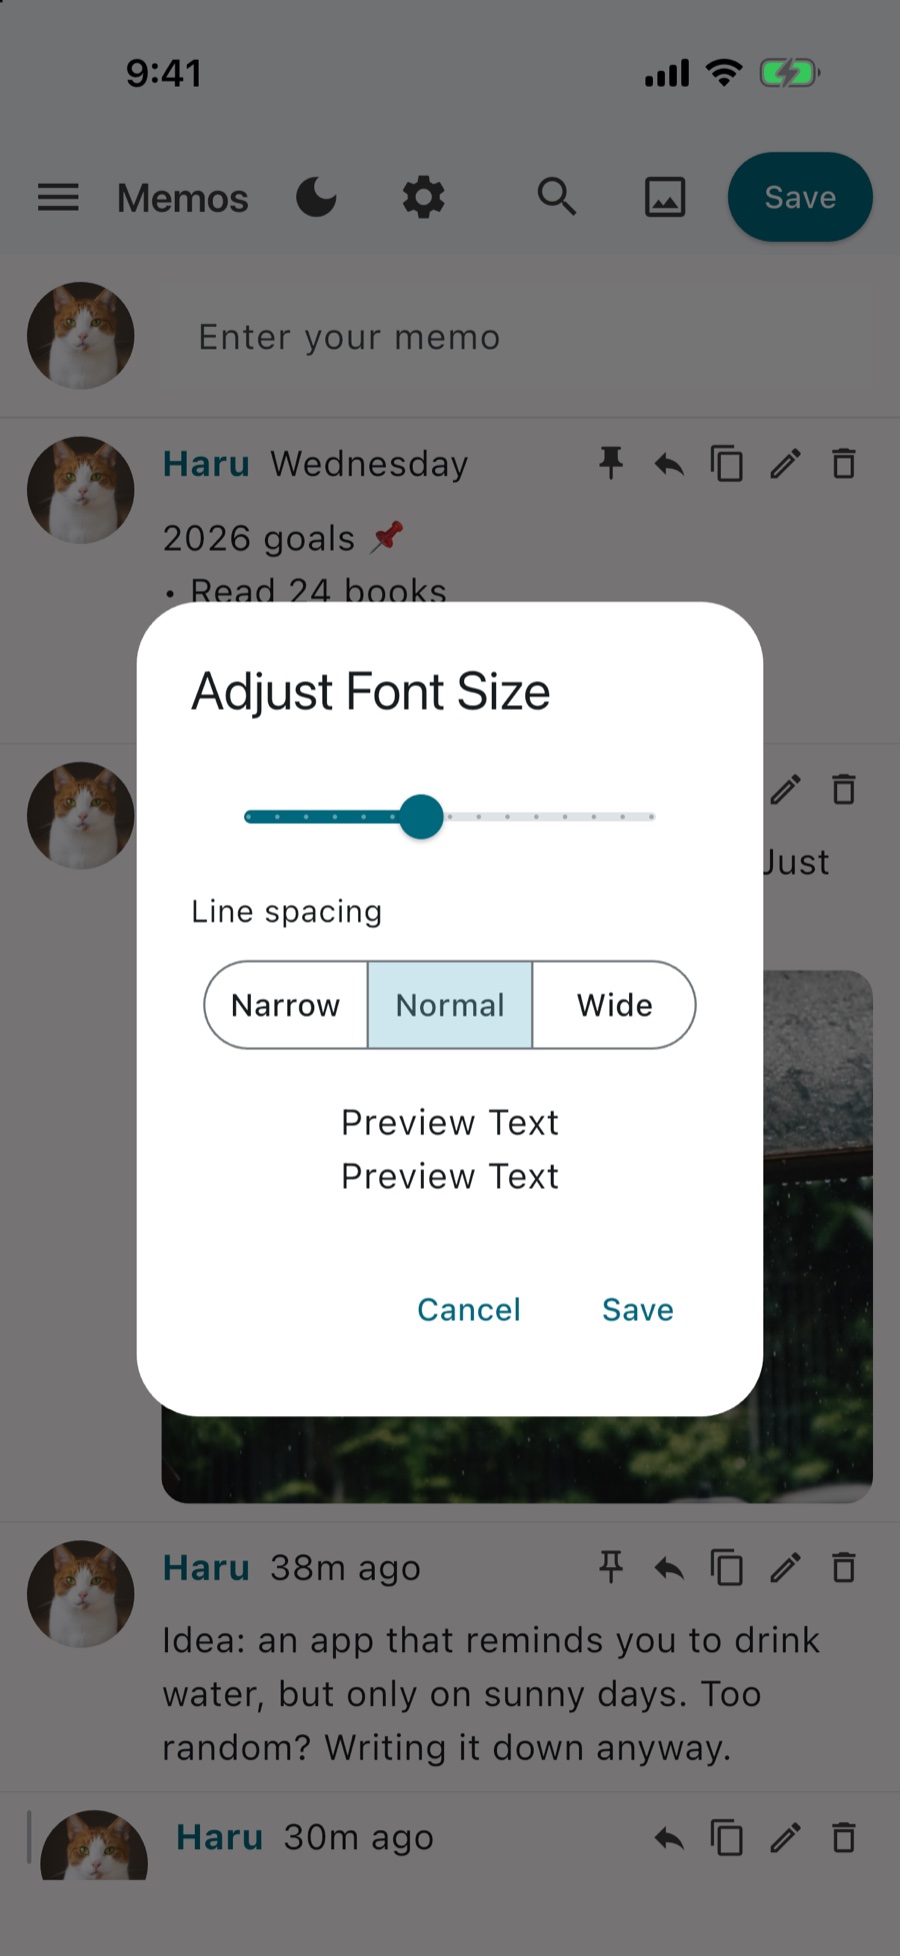 9:41
Memos
Save
Enter your memo
Haru Wednesday
2026 goals 📌
• Read 24 books
Just
Adjust Font Size
Line spacing
Narrow
Normal
Wide
Preview Text
Preview Text
Cancel
Save
Haru 38m ago
Idea: an app that reminds you to drink
water, but only on sunny days. Too
random? Writing it down anyway.
Haru 30m ago